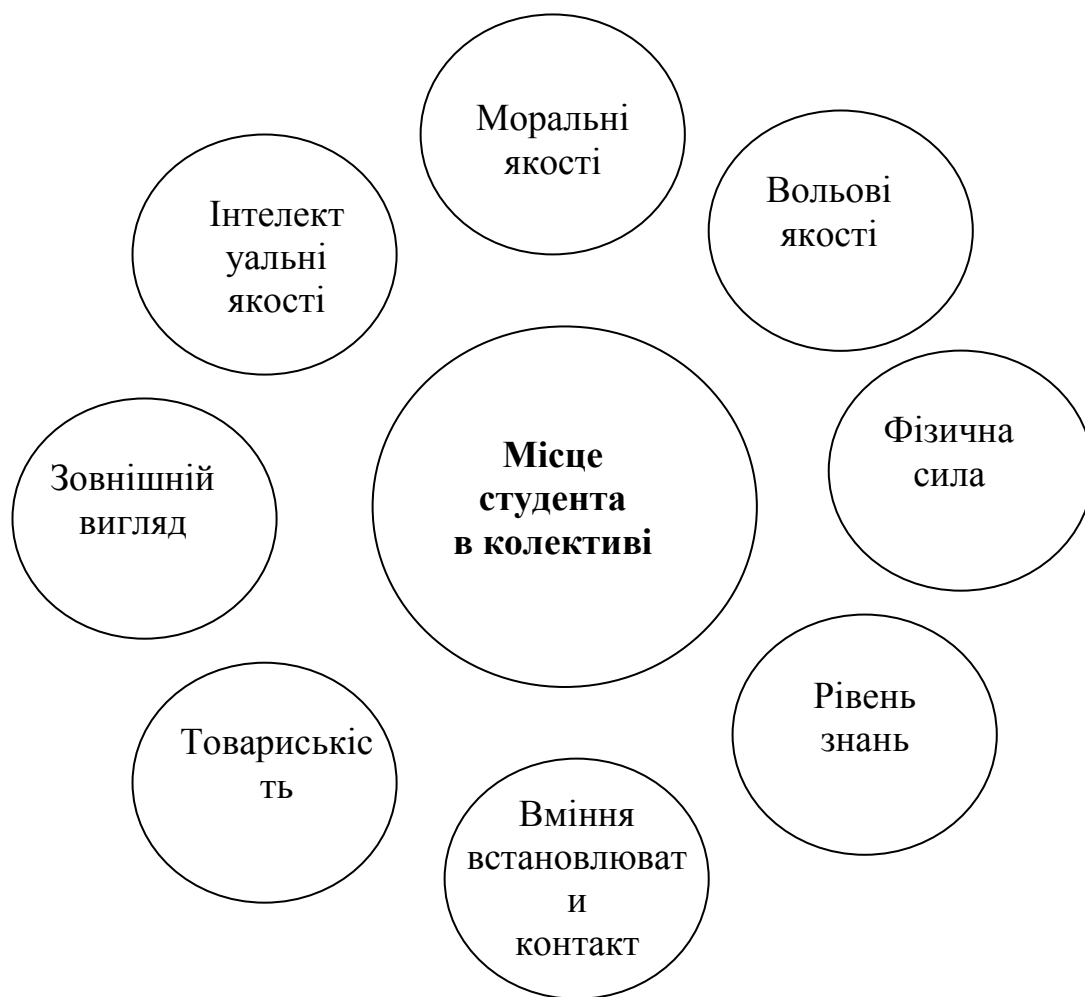 Моральні
якості
Вольові
якості
Інтелект
уальні
якості
Фізична
сила
Місце
студента
в колективі
Зовнішній
вигляд
Рівень
знань
Товариськіс
ть
Вміння
встановлюват
и
контакт